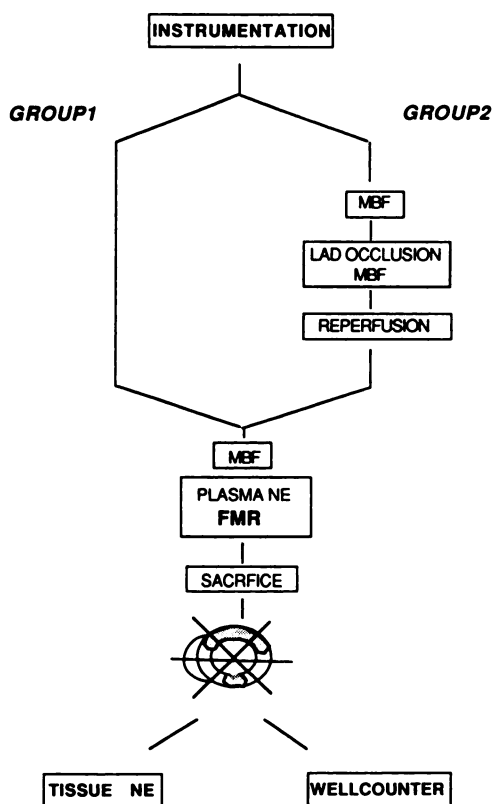 INSTRUMENTATION
GROUP1
GROUP2
MBF
LAD OCCLUSION
MBF
REPERFUSION
MBF
PLASMA NE
FMR
SACRFICE
TISSUE NE
WELLCOUNTER